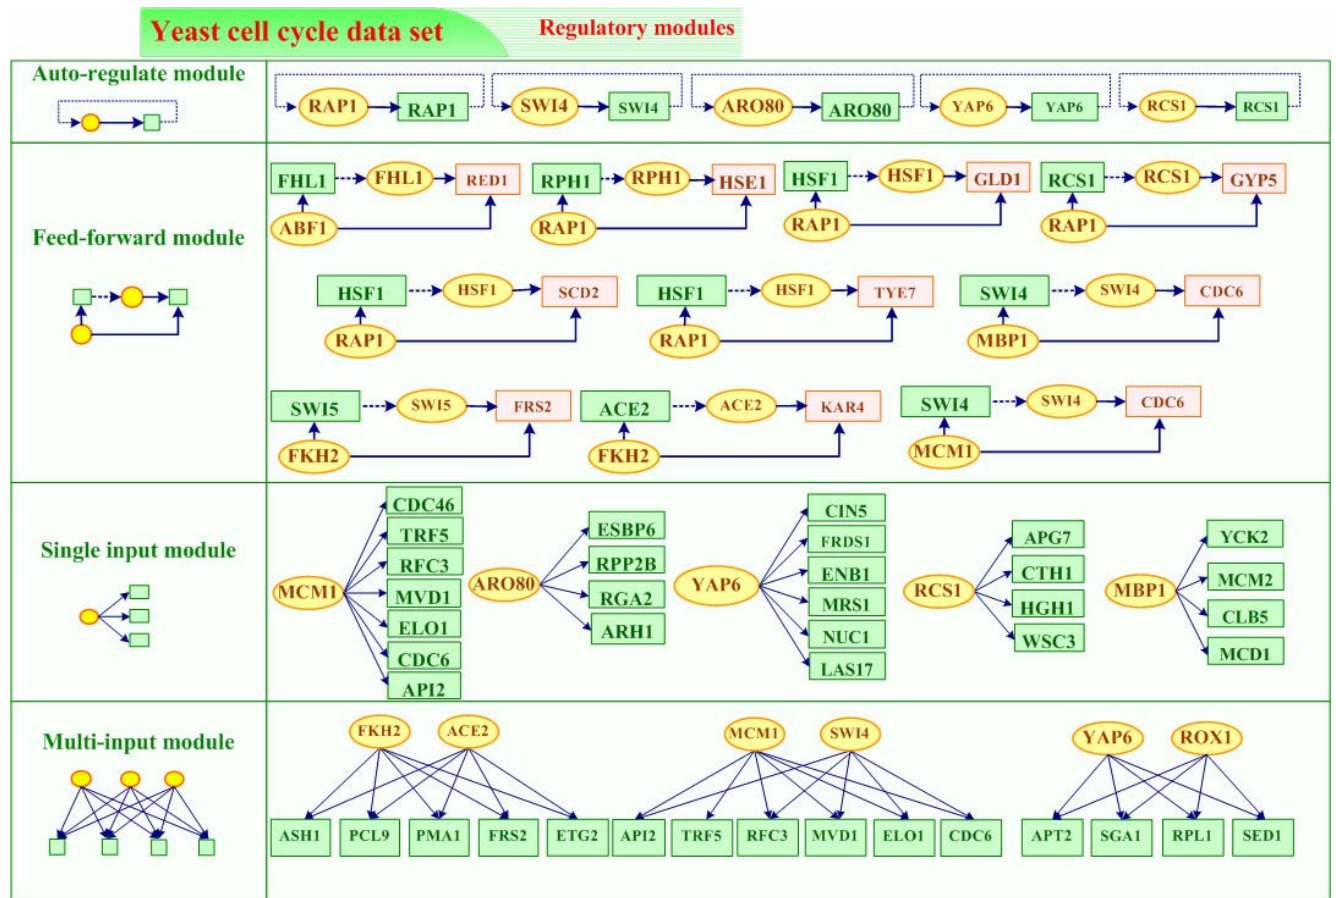 Yeast cell cycle data set
Regulatory modules
Auto-regulate module
RAP1 RAP1 SWI4 SWI4 ARO80 ARO80 YAP6 YAP6 RCS1 RCS1
Feed-forward module
FHL1 FHL1 RED1 RPH1 RPH1 HSE1 HSF1 HSF1 GLD1 RCS1 RCS1 GYP5
ABF1 RAP1 RAP1 RAP1
HSF1 HSF1 SCD2 HSF1 HSF1 TYE7 SWI4 SWI4 CDC6
RAP1 RAP1 MBP1
SWI5 SWI5 FRS2 ACE2 ACE2 KAR4 SWI4 SWI4 CDC6
FKH2 FKH2 MCM1
Single input module
MCM1
CDC46
TRF5
RFC3
MVD1
ELO1
CDC6
API2
ARO80
ESBP6
RPP2B
RGA2
ARH1
YAP6
CIN5
FRDS1
ENB1
MRS1
NUC1
LAS17
RCS1
APG7
CTH1
HGH1
WSC3
MBP1
YCK2
MCM2
CLB5
MCD1
Multi-input module
FKH2 ACE2 MCM1 SWI4 YAP6 ROX1
ASH1 PCL9 PMA1 FRS2 ETG2 API2 TRF5 RFC3 MVD1 ELO1 CDC6 APT2 SGA1 RPL1 SED1